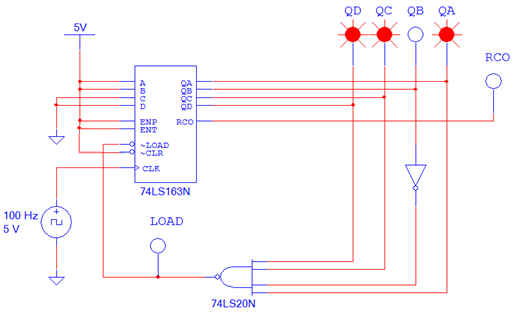 QD QC QB QA
5V
RCO
A QA
B QB
C QC
D QD
ENP RCO
ENT
~LOAD
~CLR
CLK
74LS163N
100 Hz
5 V
LOAD
74LS20N